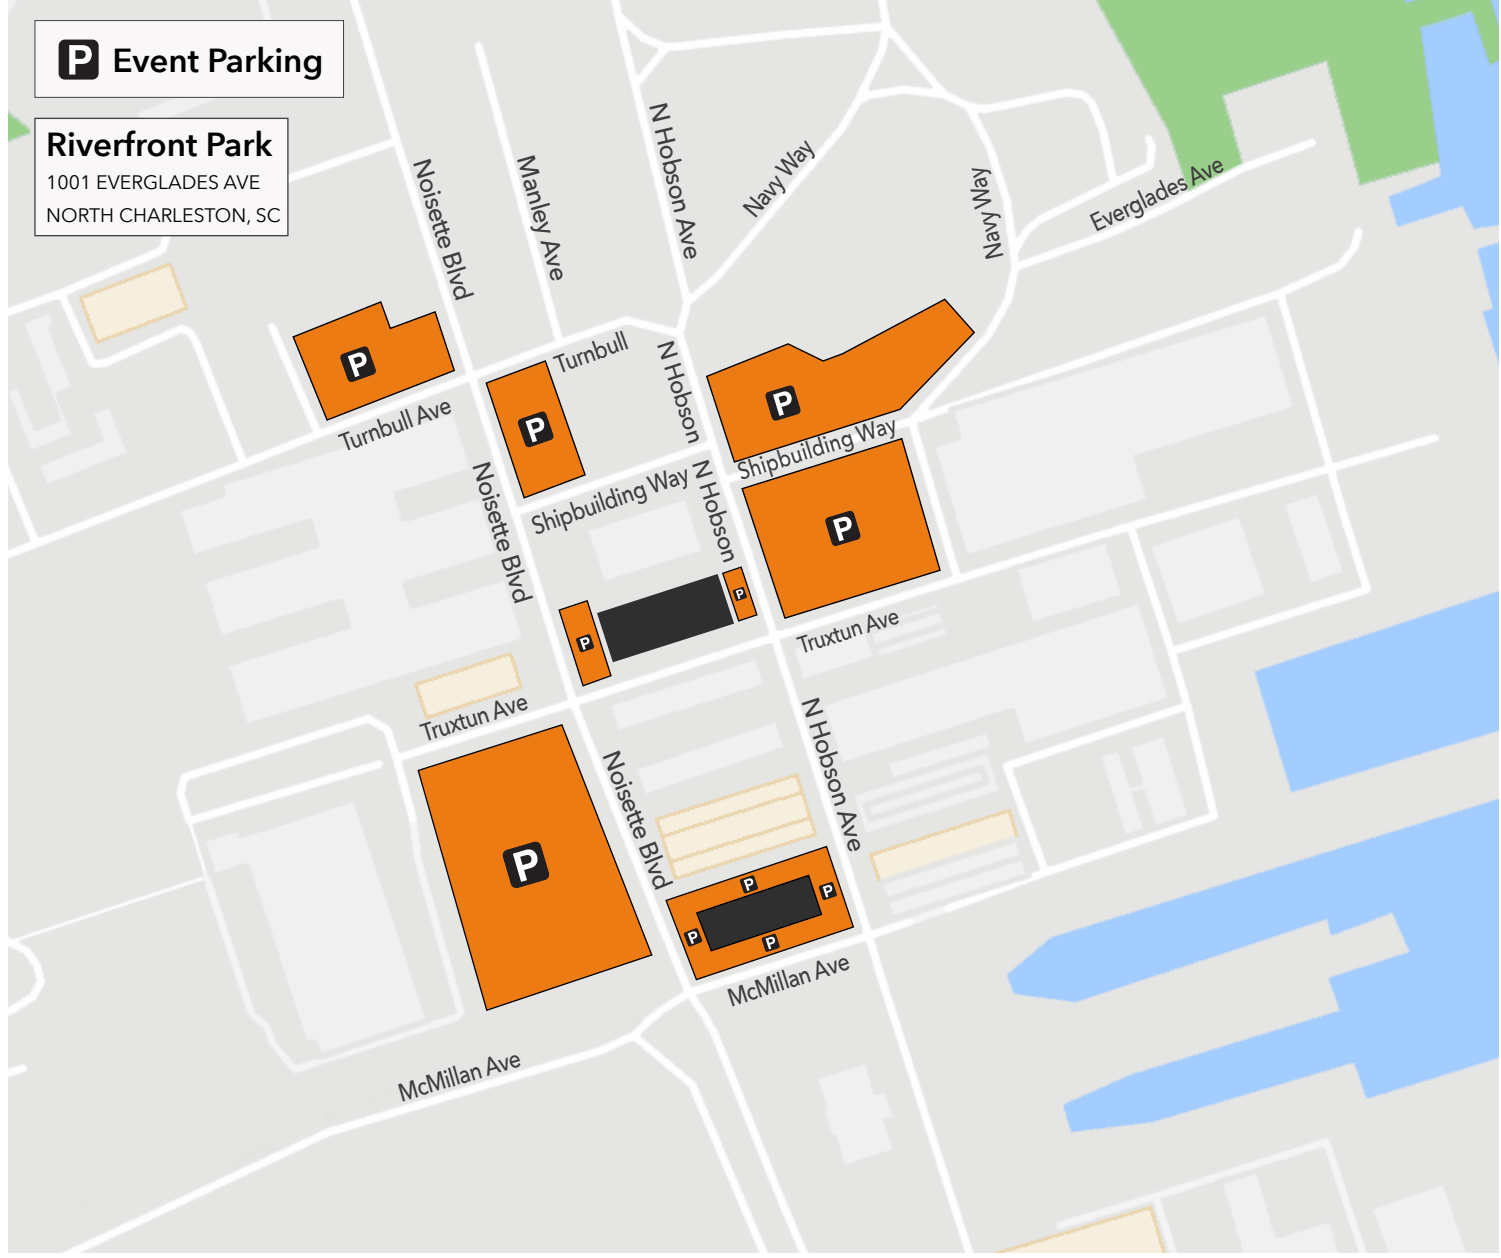 P Event Parking
Riverfront Park
1001 EVERGLADES AVE
NORTH CHARLESTON, SC
Noisette Blvd
Manley Ave
N Hobson Ave
Navy Way
Navy Way
Everglades Ave
P
Turnbull Ave
P
Turnbull
N Hobson
P
Shipbuilding Way
Noisette Blvd
Shipbuilding Way
N Hobson
P
P
P
Truxtun Ave
Truxtun Ave
P
Noisette Blvd
N Hobson Ave
P
P
P
P
McMillan Ave
McMillan Ave